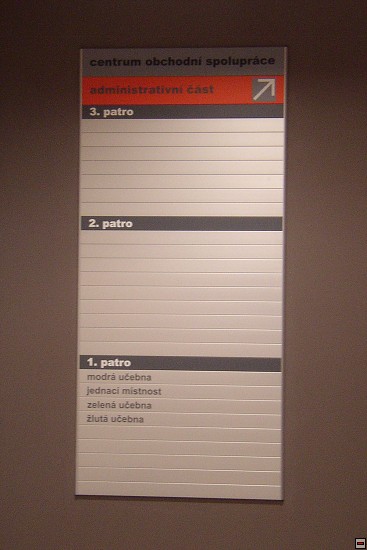 centrum obchodní spolupráce
administrativní část
3. patro
2. patro
1. patro
modrá učebna
jednací místnost
zelená učebna
žlutá učebna